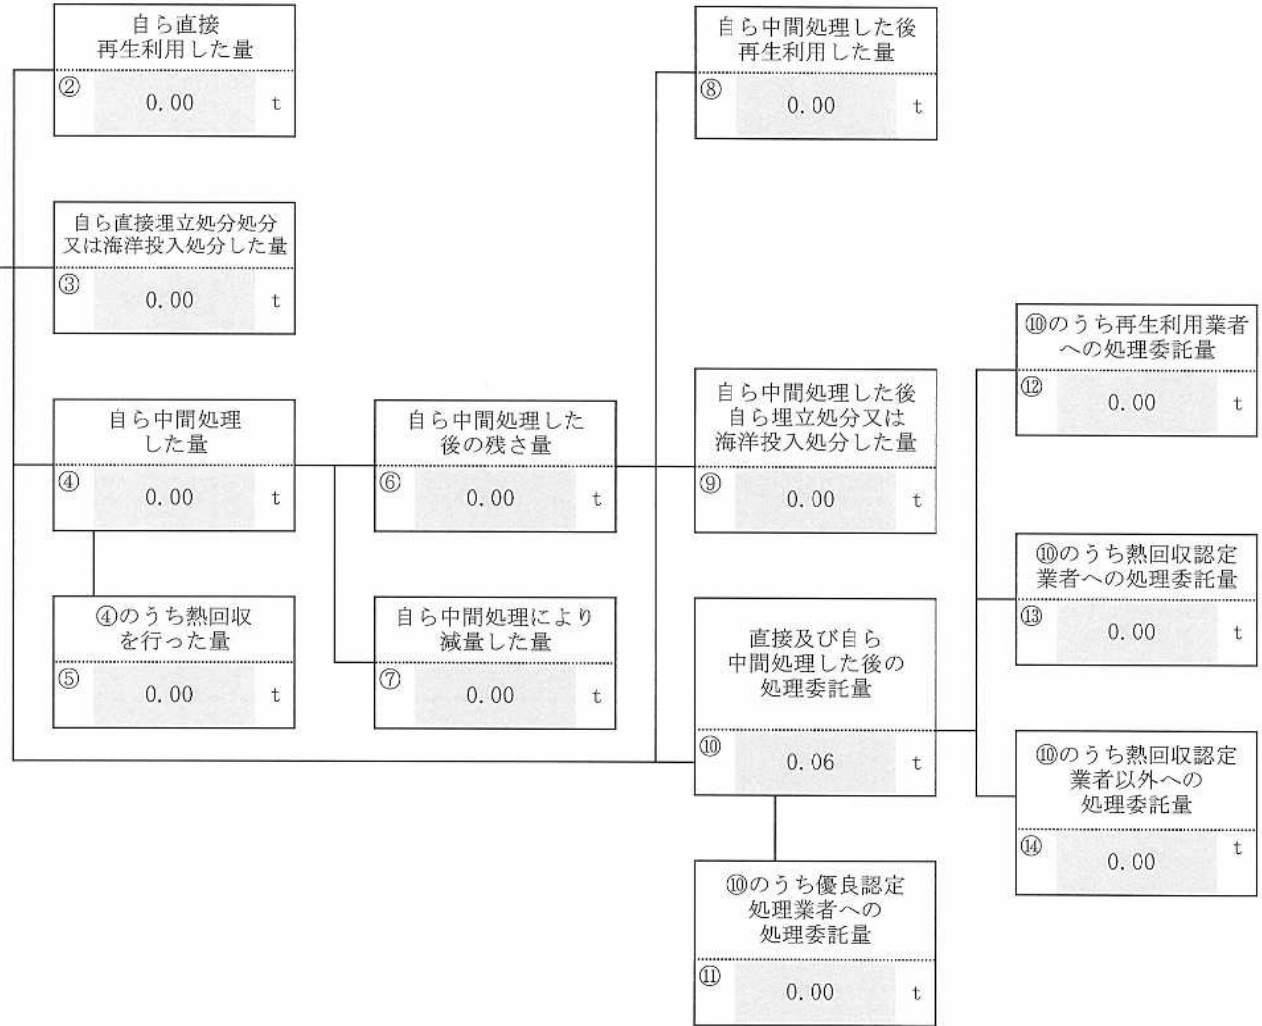 自ら直接
再生利用した量
②
0.00
t
自ら中間処理した後
再生利用した量
⑧
0.00
t
自ら直接埋立処分処分
又は海洋投入処分した量
③
0.00
t
⑩のうち再生利用業者
への処理委託量
⑫
0.00
t
自ら中間処理
した量
④
0.00
t
自ら中間処理した
後の残さ量
⑥
0.00
t
自ら中間処理した後
自ら埋立処分又は
海洋投入処分した量
⑨
0.00
t
⑩のうち熱回収認定
業者への処理委託量
⑬
0.00
t
④のうち熱回収
を行った量
⑤
0.00
t
自ら中間処理により
減量した量
⑦
0.00
t
直接及び自ら
中間処理した後の
処理委託量
⑩
0.06
t
⑩のうち熱回収認定
業者以外への
処理委託量
⑭
0.00
t
⑩のうち優良認定
処理業者への
処理委託量
⑪
0.00
t